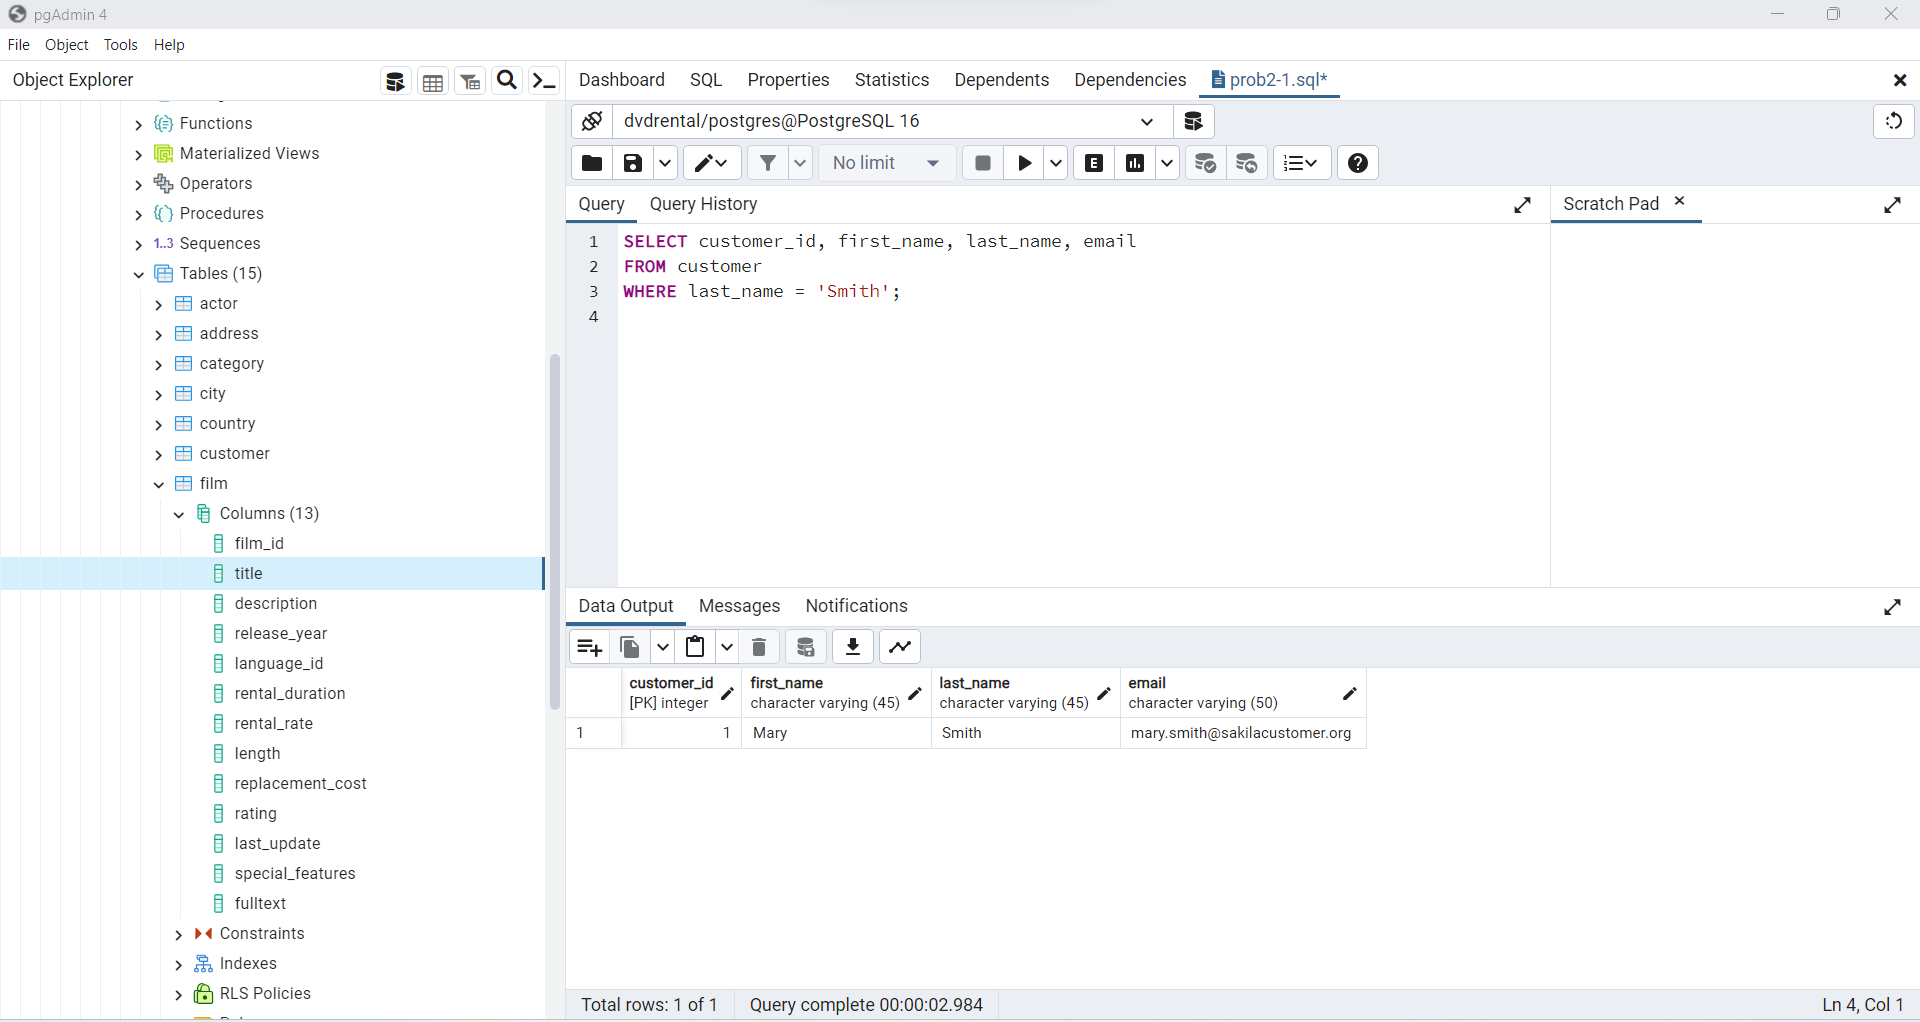 pgAdmin 4
File Object Tools Help
Object Explorer
Dashboard SQL Properties Statistics Dependents Dependencies prob2-1.sql*
dvdrental/postgres@PostgreSQL 16
No limit
E
Query Query History
Scratch Pad
Functions
Materialized Views
Operators
Procedures
1..3 Sequences
Tables (15)
actor
address
category
city
country
customer
film
Columns (13)
film_id
title
description
release_year
language_id
rental_duration
rental_rate
length
replacement_cost
rating
last_update
special_features
fulltext
Constraints
Indexes
RLS Policies
1 SELECT customer_id, first_name, last_name, email
2 FROM customer
3 WHERE last_name = 'Smith';
4
Data Output Messages Notifications
customer_id first_name last_name email
[PK] integer character varying (45) character varying (45) character varying (50)
1 1 Mary Smith mary.smith@sakilacustomer.org
Total rows: 1 of 1 Query complete 00:00:02.984 Ln 4, Col 1